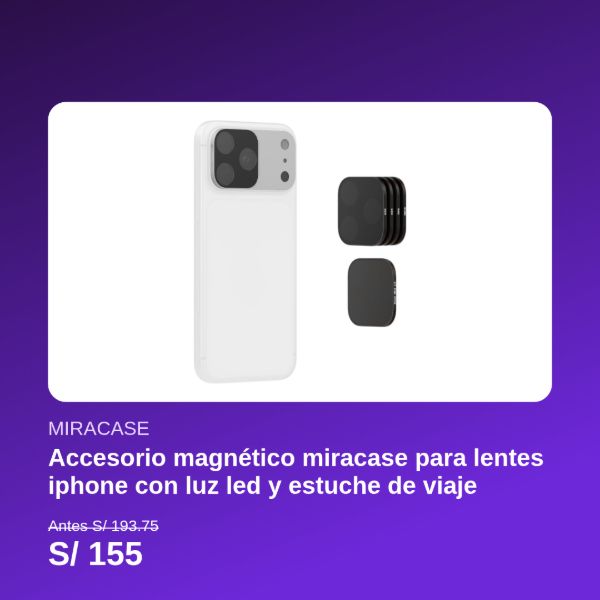 MIRACASE
Accesorio magnético miracase para lentes
iphone con luz led y estuche de viaje
Antes S/ 193.75
S/ 155